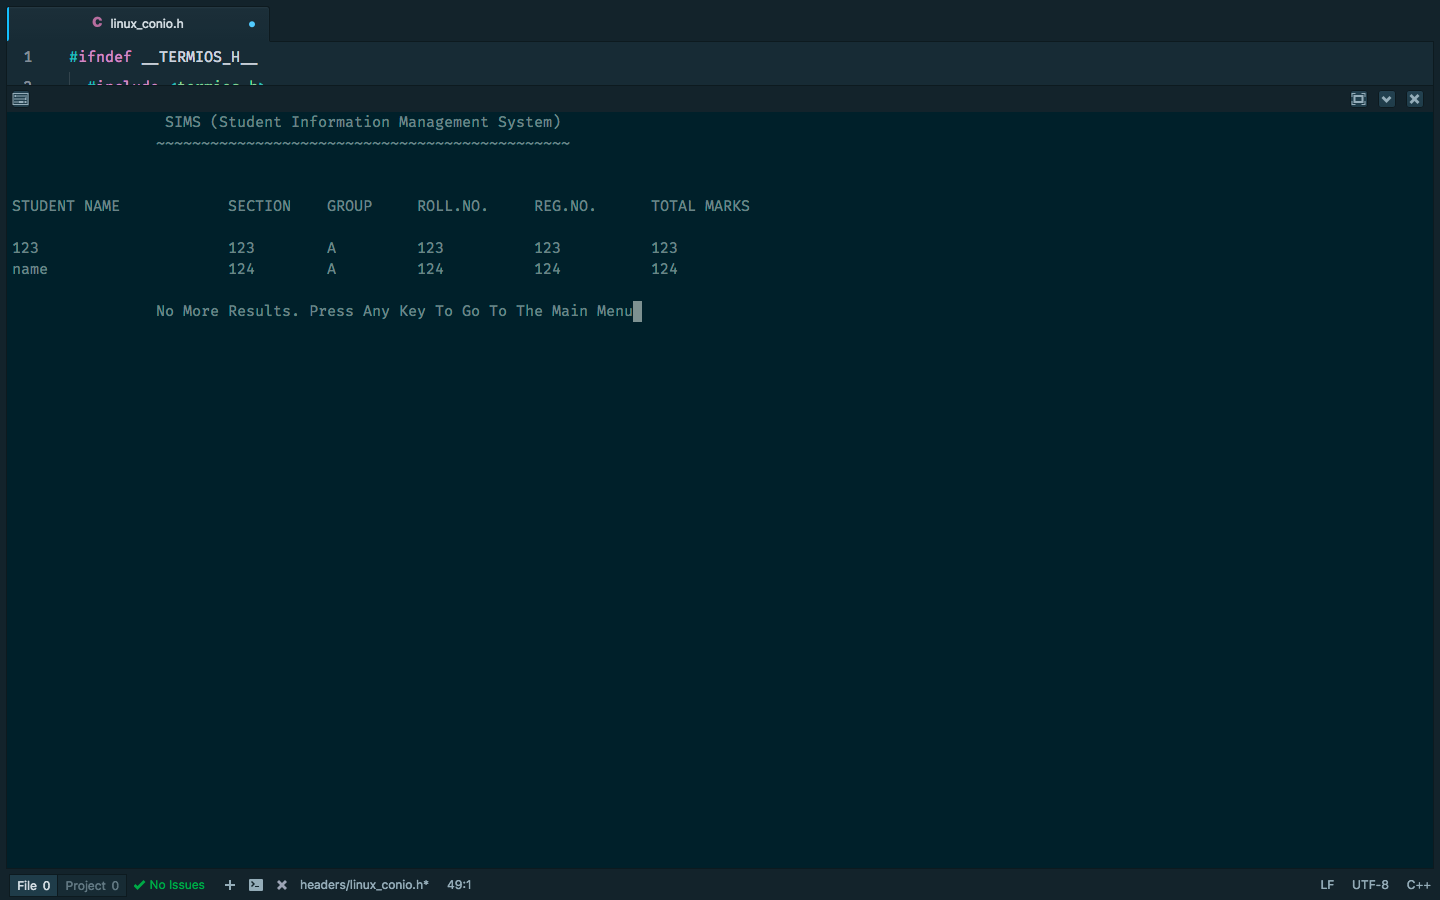 C linux_conio.h
1 #ifndef __TERMIOS_H__
2 #include <termios.h>
SIMS (Student Information Management System)
~~~~~~~~~~~~~~~~~~~~~~~~~~~~~~~~~~~~~~~~~~~~~~
STUDENT NAME SECTION GROUP ROLL.NO. REG.NO. TOTAL MARKS
123 123 A 123 123 123
name 124 A 124 124 124
No More Results. Press Any Key To Go To The Main Menu
File 0 Project 0 No Issues headers/linux_conio.h* 49:1 LF UTF-8 C++